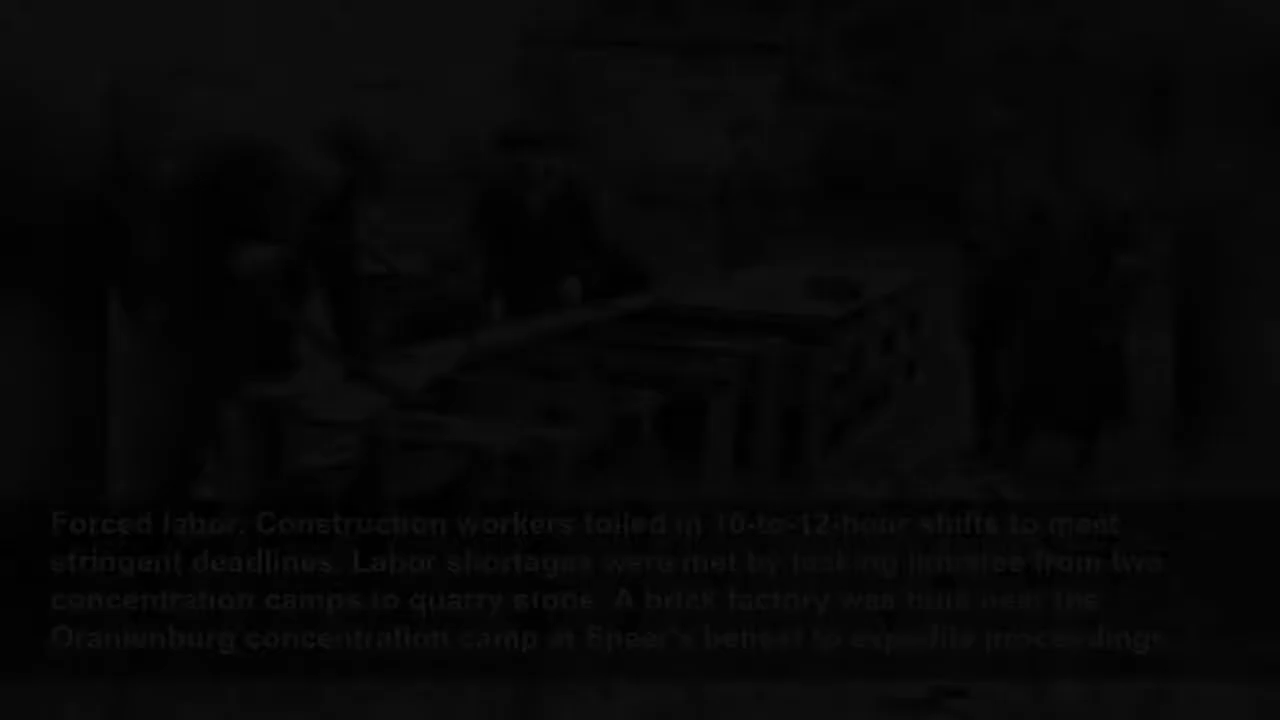 Forced labor. Construction workers toiled in 10-to-12-hour shifts to meet
stringent deadlines. Labor shortages were met by forcing inmates from two
concentration camps to quarry stone. A brick factory was built near the
Oranienburg concentration camp at Speer's behest to expedite proceedings.